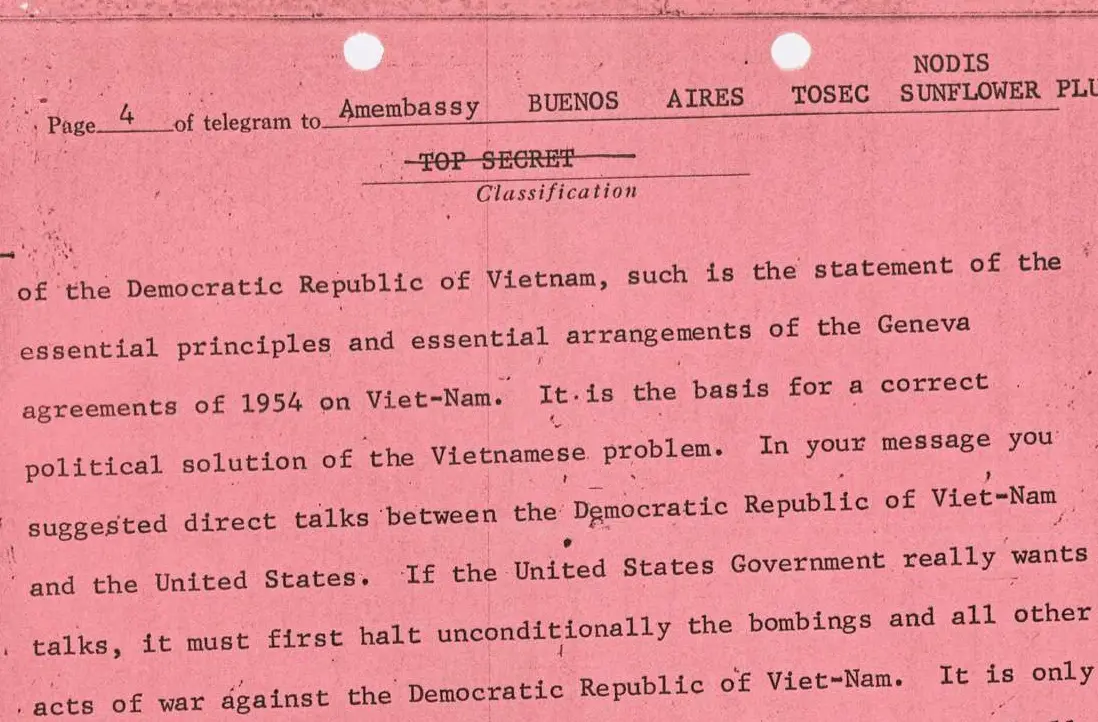 NODIS
Page 4 of telegram to Amembassy BUENOS AIRES TOSEC SUNFLOWER PLU
TOP SECRET
Classification
of the Democratic Republic of Vietnam, such is the statement of the
essential principles and essential arrangements of the Geneva
agreements of 1954 on Viet-Nam. It is the basis for a correct
political solution of the Vietnamese problem. In your message you
suggested direct talks between the Democratic Republic of Viet-Nam
and the United States. If the United States Government really wants
talks, it must first halt unconditionally the bombings and all other
acts of war against the Democratic Republic of Viet-Nam. It is only